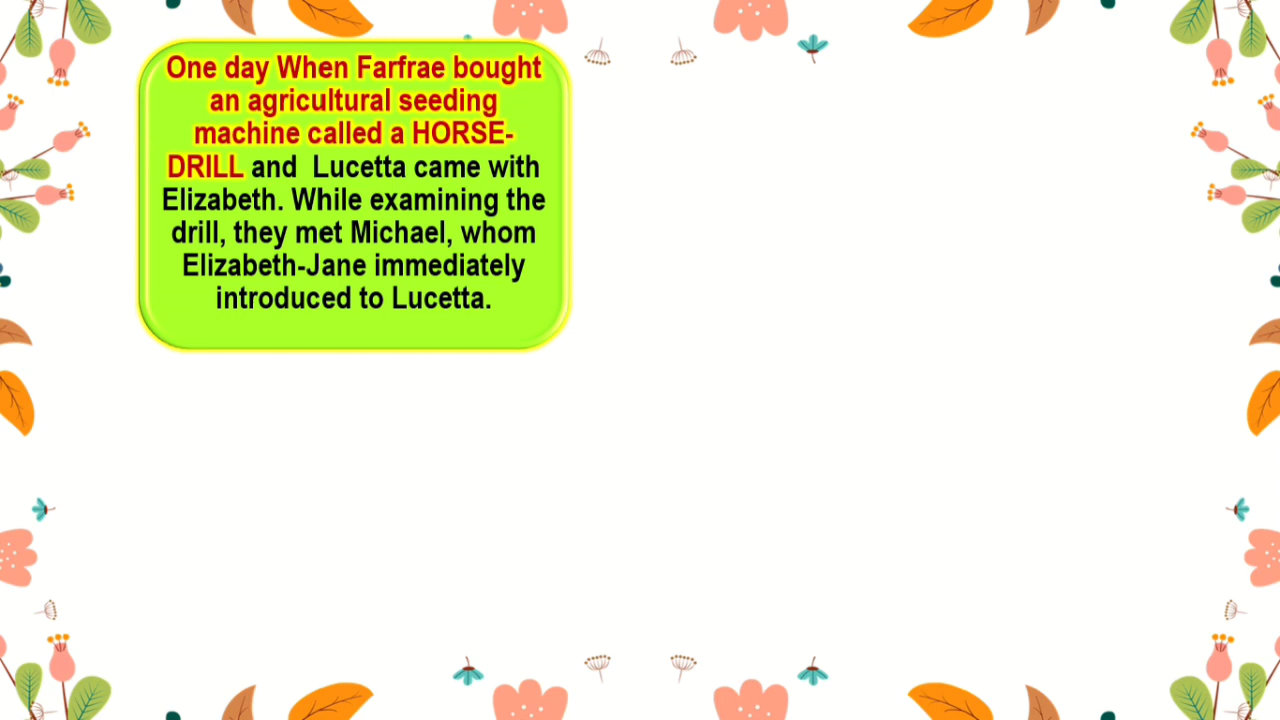 One day When Farfrae bought
an agricultural seeding
machine called a HORSE-
DRILL and  Lucetta came with
Elizabeth. While examining the
drill, they met Michael, whom
Elizabeth-Jane immediately
introduced to Lucetta.